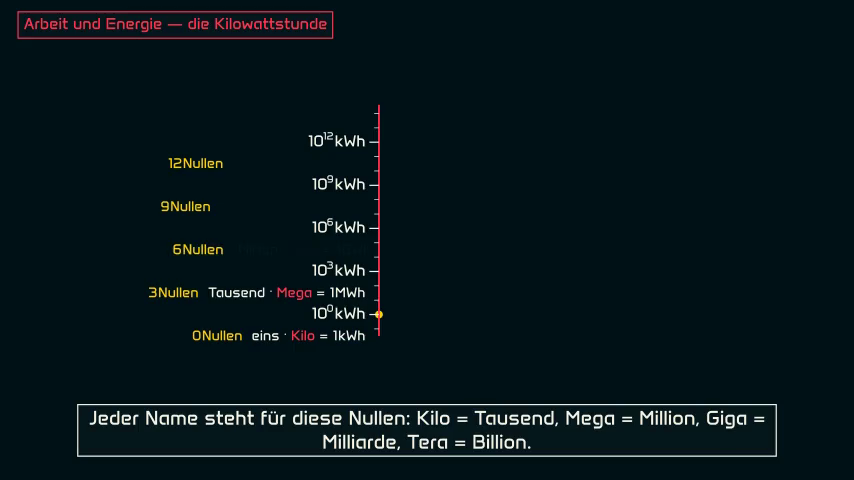 Arbeit und Energie — die Kilowattstunde
10¹²kWh
12Nullen
10⁹kWh
9Nullen
10⁶kWh
6Nullen
10³kWh
3Nullen Tausend · Mega = 1MWh
10⁰kWh
0Nullen eins · Kilo = 1kWh
Jeder Name steht für diese Nullen: Kilo = Tausend, Mega = Million, Giga =
Milliarde, Tera = Billion.